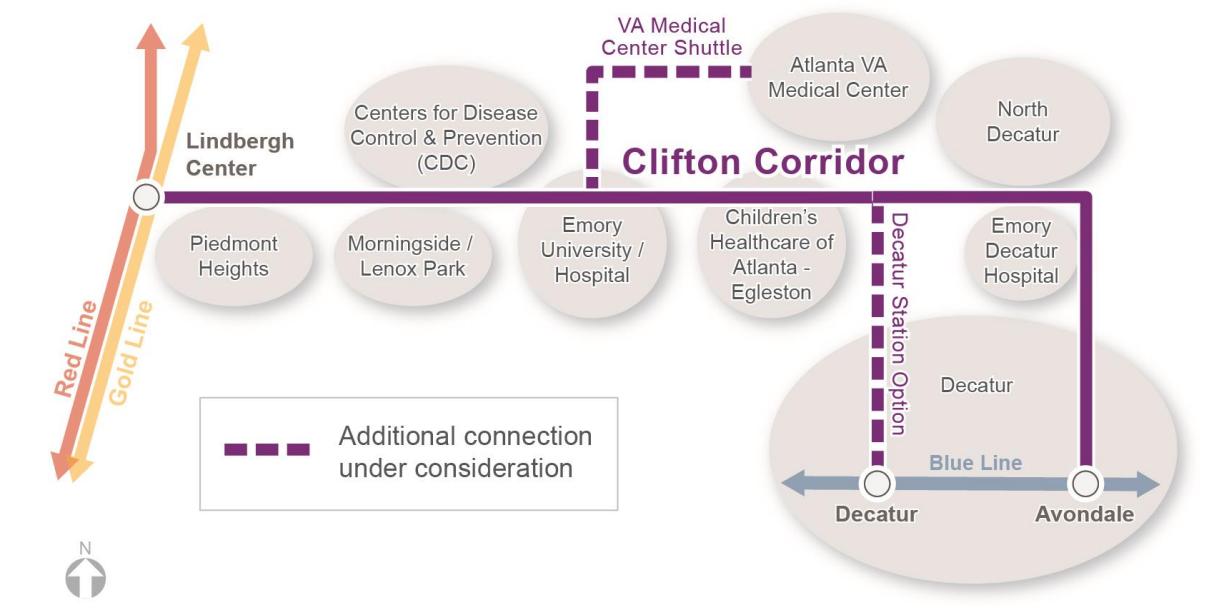 VA Medical
Center Shuttle
Atlanta VA
Medical Center
North
Decatur
Centers for Disease
Control & Prevention
(CDC)
Lindbergh
Center
Clifton Corridor
Piedmont
Heights
Morningside /
Lenox Park
Emory
University /
Hospital
Children's
Healthcare of
Atlanta -
Egleston
Emory
Decatur
Hospital
Decatur Station Option
Red Line
Gold Line
Decatur
Additional connection
under consideration
Blue Line
Decatur
Avondale
N